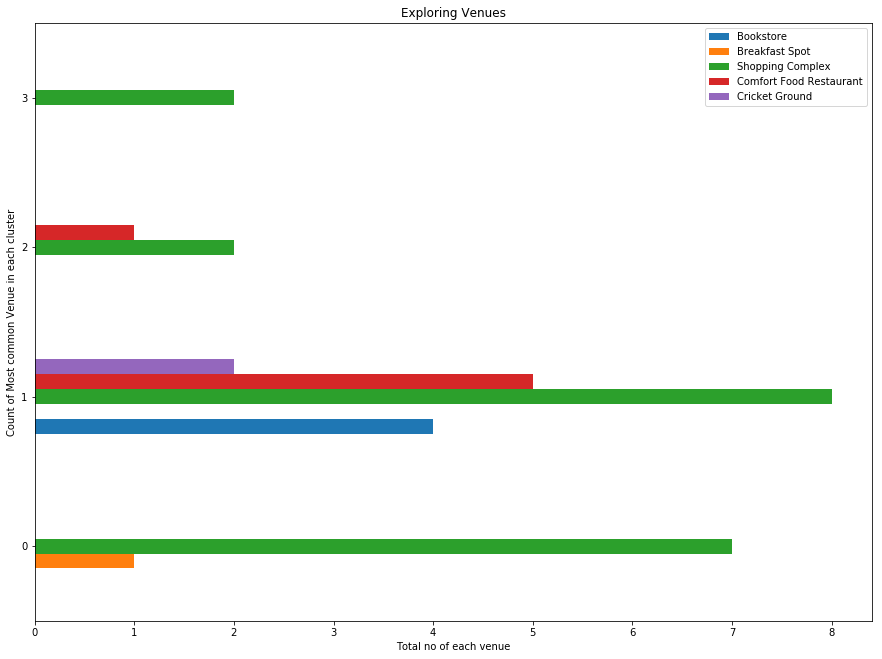 Exploring Venues
Bookstore
Breakfast Spot
Shopping Complex
Comfort Food Restaurant
Cricket Ground
Count of Most common Venue in each cluster
3
2
1
0
0 1 2 3 4 5 6 7 8
Total no of each venue